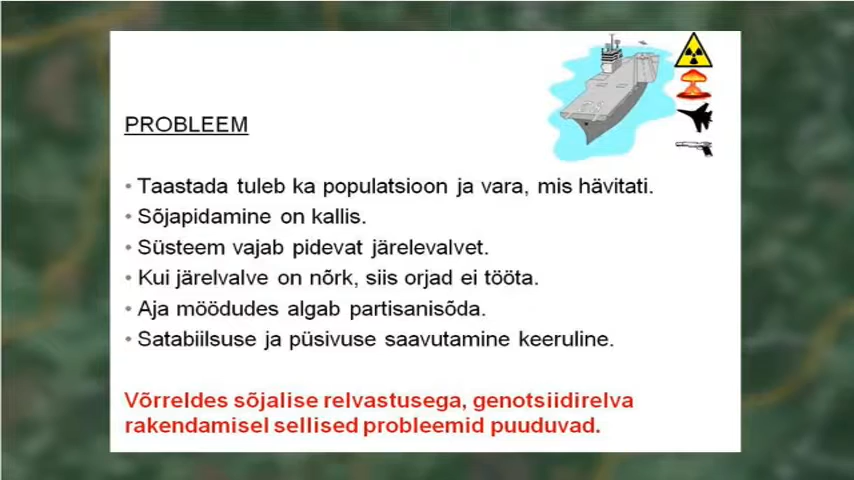 PROBLEEM
• Taastada tuleb ka populatsioon ja vara, mis hävitati.
• Sõjapidamine on kallis.
• Süsteem vajab pidevat järelevalvet.
• Kui järelvalve on nõrk, siis orjad ei tööta.
• Aja möödudes algab partisanisõda.
• Satabiilsuse ja püsivuse saavutamine keeruline.
Võrreldes sõjalise relvastusega, genotsiidirelva
rakendamisel sellised probleemid puuduvad.